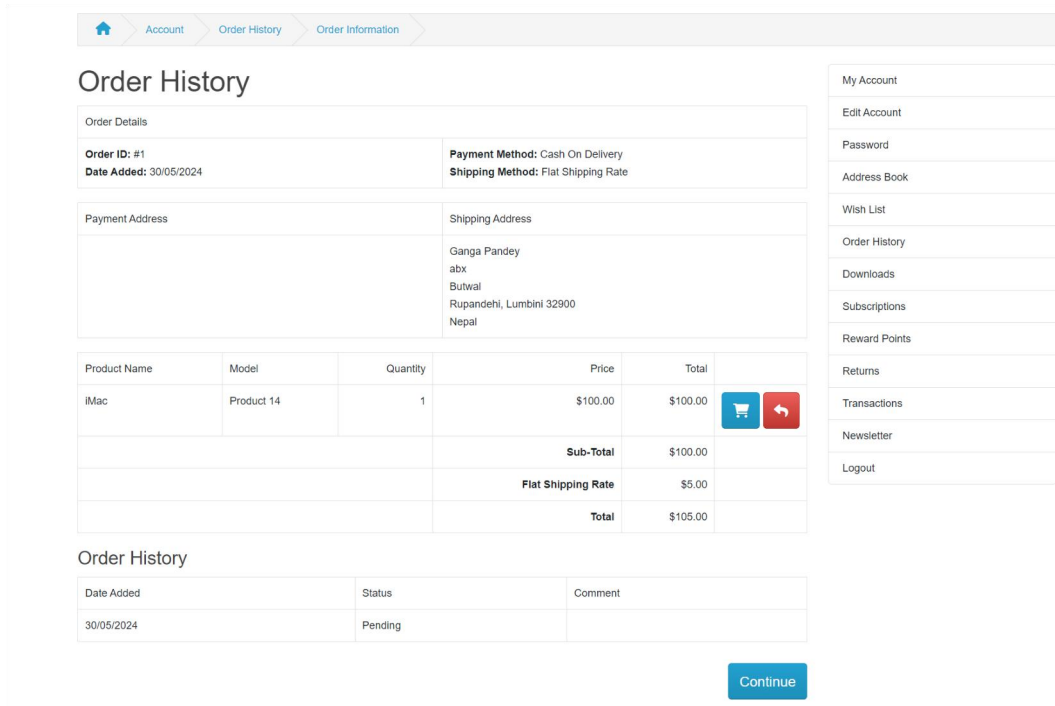 Account Order History Order Information
Order History
Order Details
Order ID: #1
Date Added: 30/05/2024
Payment Method: Cash On Delivery
Shipping Method: Flat Shipping Rate
Payment Address Shipping Address
Ganga Pandey
abx
Butwal
Rupandehi, Lumbini 32900
Nepal
Product Name Model Quantity Price Total
iMac Product 14 1 $100.00 $100.00
Sub-Total $100.00
Flat Shipping Rate $5.00
Total $105.00
Order History
Date Added Status Comment
30/05/2024 Pending
Continue
My Account
Edit Account
Password
Address Book
Wish List
Order History
Downloads
Subscriptions
Reward Points
Returns
Transactions
Newsletter
Logout